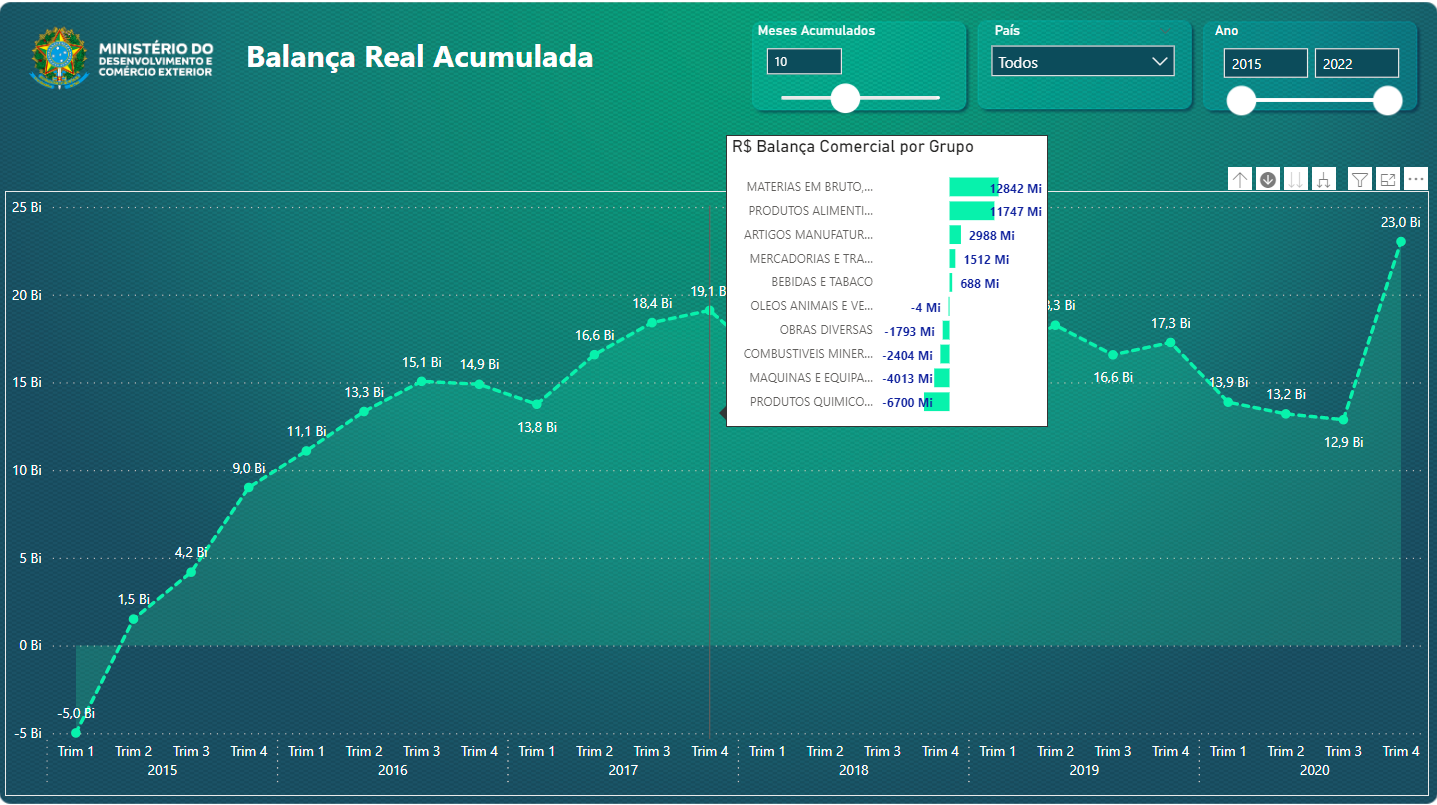 MINISTÉRIO DO
DESENVOLVIMENTO E
COMÉRCIO EXTERIOR
Balança Real Acumulada
Meses Acumulados
10
País
Todos
Ano
2015
2022
R$ Balança Comercial por Grupo
MATERIAS EM BRUTO,... 12842 Mi
PRODUTOS ALIMENTI... 11747 Mi
ARTIGOS MANUFATUR... 2988 Mi
MERCADORIAS E TRA... 1512 Mi
BEBIDAS E TABACO 688 Mi
OLEOS ANIMAIS E VE... -4 Mi
OBRAS DIVERSAS -1793 Mi
COMBUSTIVEIS MINER... -2404 Mi
MAQUINAS E EQUIPA... -4013 Mi
PRODUTOS QUIMICO... -6700 Mi
25 Bi
20 Bi
15 Bi
10 Bi
5 Bi
0 Bi
-5 Bi
-5,0 Bi
1,5 Bi
4,2 Bi
9,0 Bi
11,1 Bi
13,3 Bi
15,1 Bi
14,9 Bi
13,8 Bi
16,6 Bi
18,4 Bi
19,1 B
,3 Bi
16,6 Bi
17,3 Bi
13,9 Bi
13,2 Bi
12,9 Bi
23,0 Bi
Trim 1 Trim 2 Trim 3 Trim 4 Trim 1 Trim 2 Trim 3 Trim 4 Trim 1 Trim 2 Trim 3 Trim 4 Trim 1 Trim 2 Trim 3 Trim 4 Trim 1 Trim 2 Trim 3 Trim 4 Trim 1 Trim 2 Trim 3 Trim 4
2015 2016 2017 2018 2019 2020